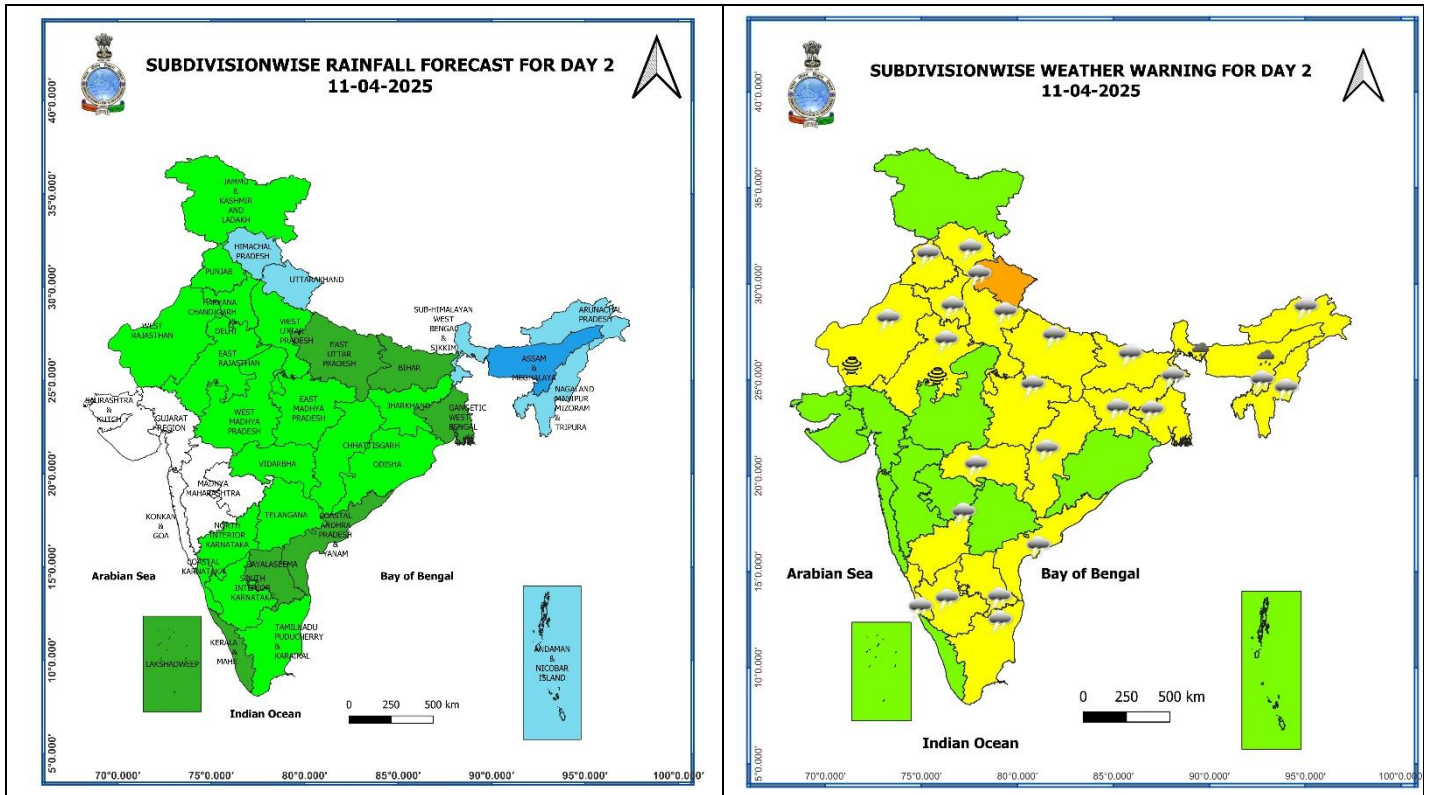 SUBDIVISIONWISE RAINFALL FORECAST FOR DAY 2
11-04-2025
40°0.000'
35°0.000'
30°0.000'
25°0.000'
20°0.000'
15°0.000'
10°0.000'
5°0.000'
JAMMU
&
KASHMIR
AND
LADAKH
HIMACHAL
PRADESH
PUNJAB
UTTARAKHAND
HARYANA
CHANDIGARH
&
DELHI
WEST
RAJASTHAN
WEST
UTTAR
PRADESH
SUB-HIMALAYAN
WEST
BENGAL
&
SIKKIM
ARUNACHAL
PRADESH
EAST
RAJASTHAN
EAST
UTTAR
PRADESH
BIHAR
ASSAM
&
MEGHALAYA
NAGALAND
MANIPUR
MIZORAM
&
TRIPURA
SAURASHTRA
&
KUTCH
GUJARAT
REGION
WEST
MADHYA
PRADESH
EAST
MADHYA
PRADESH
JHARKHAND
GANGETIC
WEST
BENGAL
CHHATTISGARH
VIDARBHA
ODISHA
MADHYA
MAHARASHTRA
KONKAN
&
GOA
TELANGANA
NORTH
INTERIOR
KARNATAKA
COASTAL
ANDHRA
PRADESH
&
YANAM
COASTAL
KARNATAKA
RAYALASEEMA
SOUTH
INTERIOR
KARNATAKA
Arabian Sea
Bay of Bengal
LAKSHADWEEP
KERALA
&
MAHE
TAMILNADU
PUDUCHERRY
&
KARAIKAL
ANDAMAN
&
NICOBAR
ISLAND
Indian Ocean
0 250 500 km
70°0.000' 75°0.000' 80°0.000' 85°0.000' 90°0.000' 95°0.000' 100°0.000'
SUBDIVISIONWISE WEATHER WARNING FOR DAY 2
11-04-2025
40°0.000'
35°0.000'
30°0.000'
25°0.000'
20°0.000'
15°0.000'
10°0.000'
5°0.000'
Arabian Sea
Bay of Bengal
Indian Ocean
0 250 500 km
70°0.000' 75°0.000' 80°0.000' 85°0.000' 90°0.000' 95°0.000' 100°0.000'